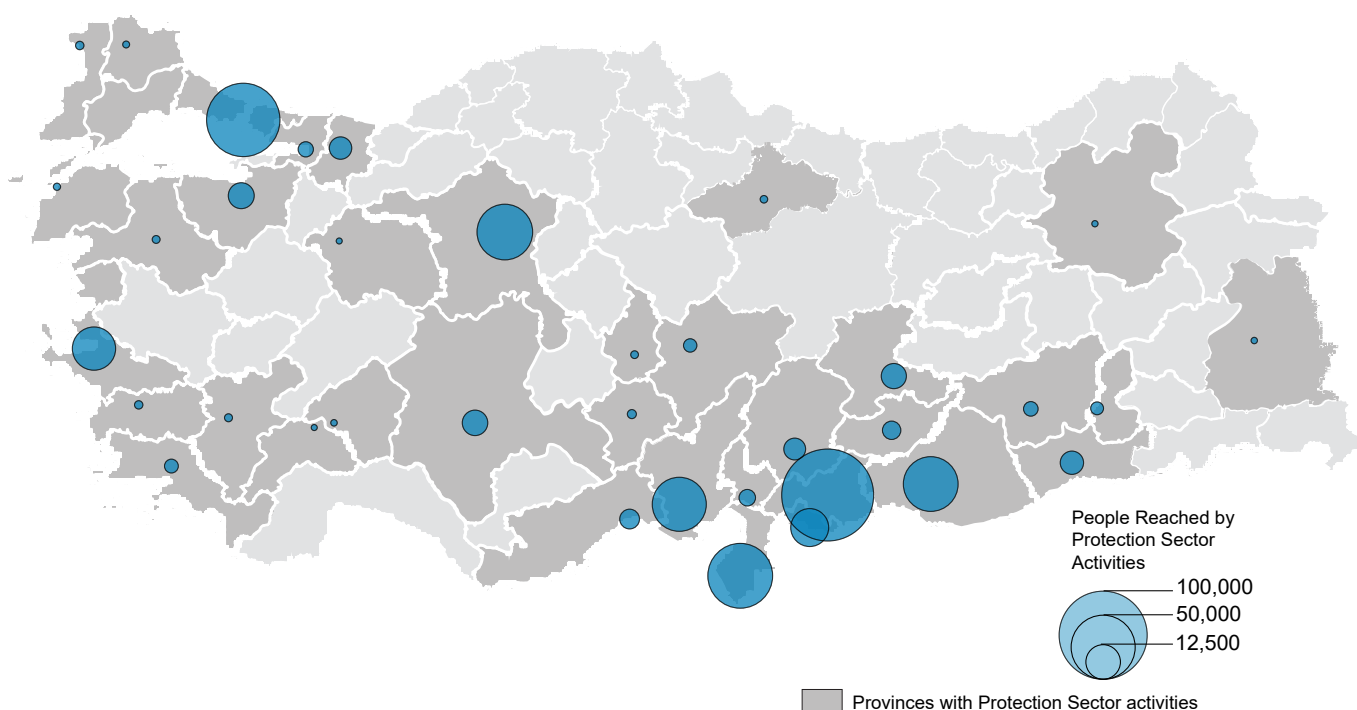 People Reached by
Protection Sector
Activities
100,000
50,000
12,500
Provinces with Protection Sector activities